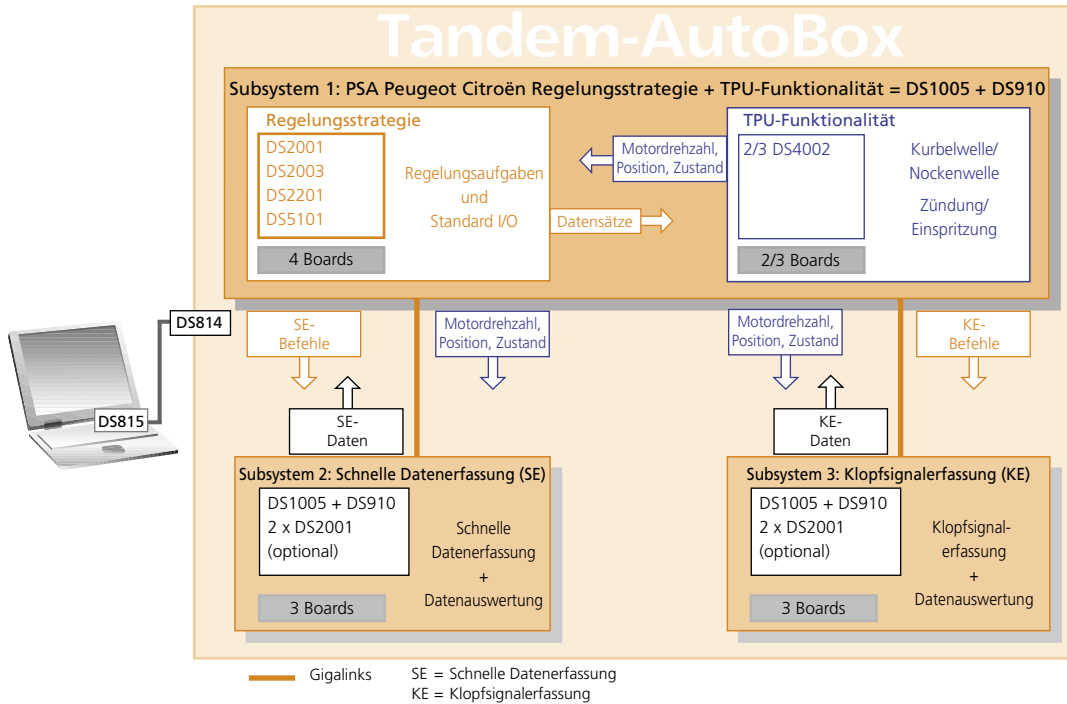 Tandem-AutoBox
Subsystem 1: PSA Peugeot Citroën Regelungsstrategie + TPU-Funktionalität = DS1005 + DS910
Regelungsstrategie
DS2001
DS2003
DS2201
DS5101
Regelungsaufgaben
und
Standard I/O
4 Boards
Motordrehzahl,
Position, Zustand
Datensätze
TPU-Funktionalität
2/3 DS4002
Kurbelwelle/
Nockenwelle
Zündung/
Einspritzung
2/3 Boards
DS814
DS815
SE-
Befehle
Motordrehzahl,
Position, Zustand
Motordrehzahl,
Position, Zustand
KE-
Befehle
SE-
Daten
KE-
Daten
Subsystem 2: Schnelle Datenerfassung (SE)
DS1005 + DS910
2 x DS2001
(optional)
Schnelle
Datenerfassung
+
Datenauswertung
3 Boards
Subsystem 3: Klopfsignalerfassung (KE)
DS1005 + DS910
2 x DS2001
(optional)
Klopfsignal-
erfassung
+
Datenauswertung
3 Boards
Gigalinks
SE = Schnelle Datenerfassung
KE = Klopfsignalerfassung